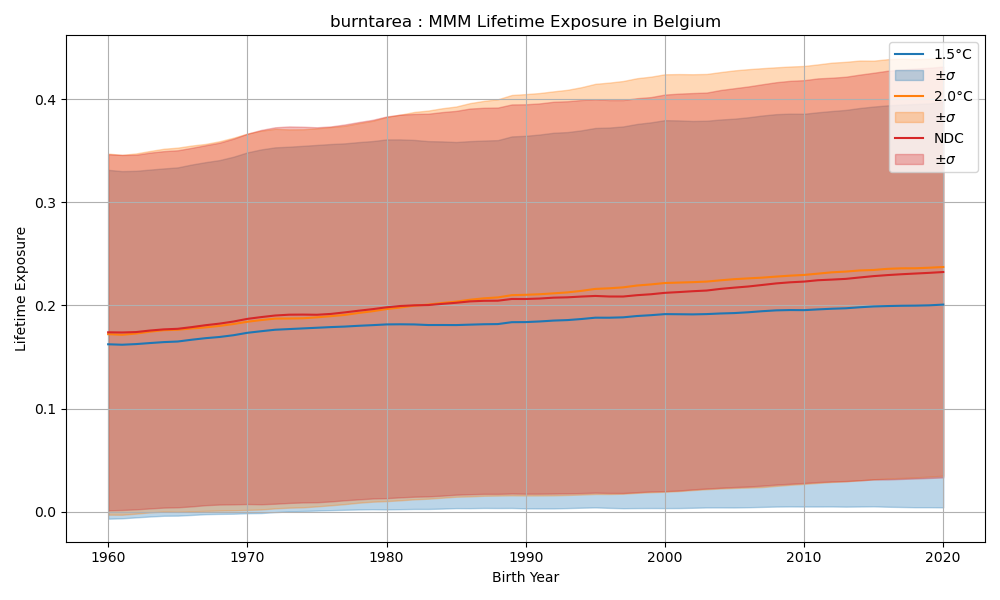 burntarea : MMM Lifetime Exposure in Belgium
1.5°C
±σ
2.0°C
±σ
NDC
±σ
Lifetime Exposure
0.4
0.3
0.2
0.1
0.0
1960 1970 1980 1990 2000 2010 2020
Birth Year